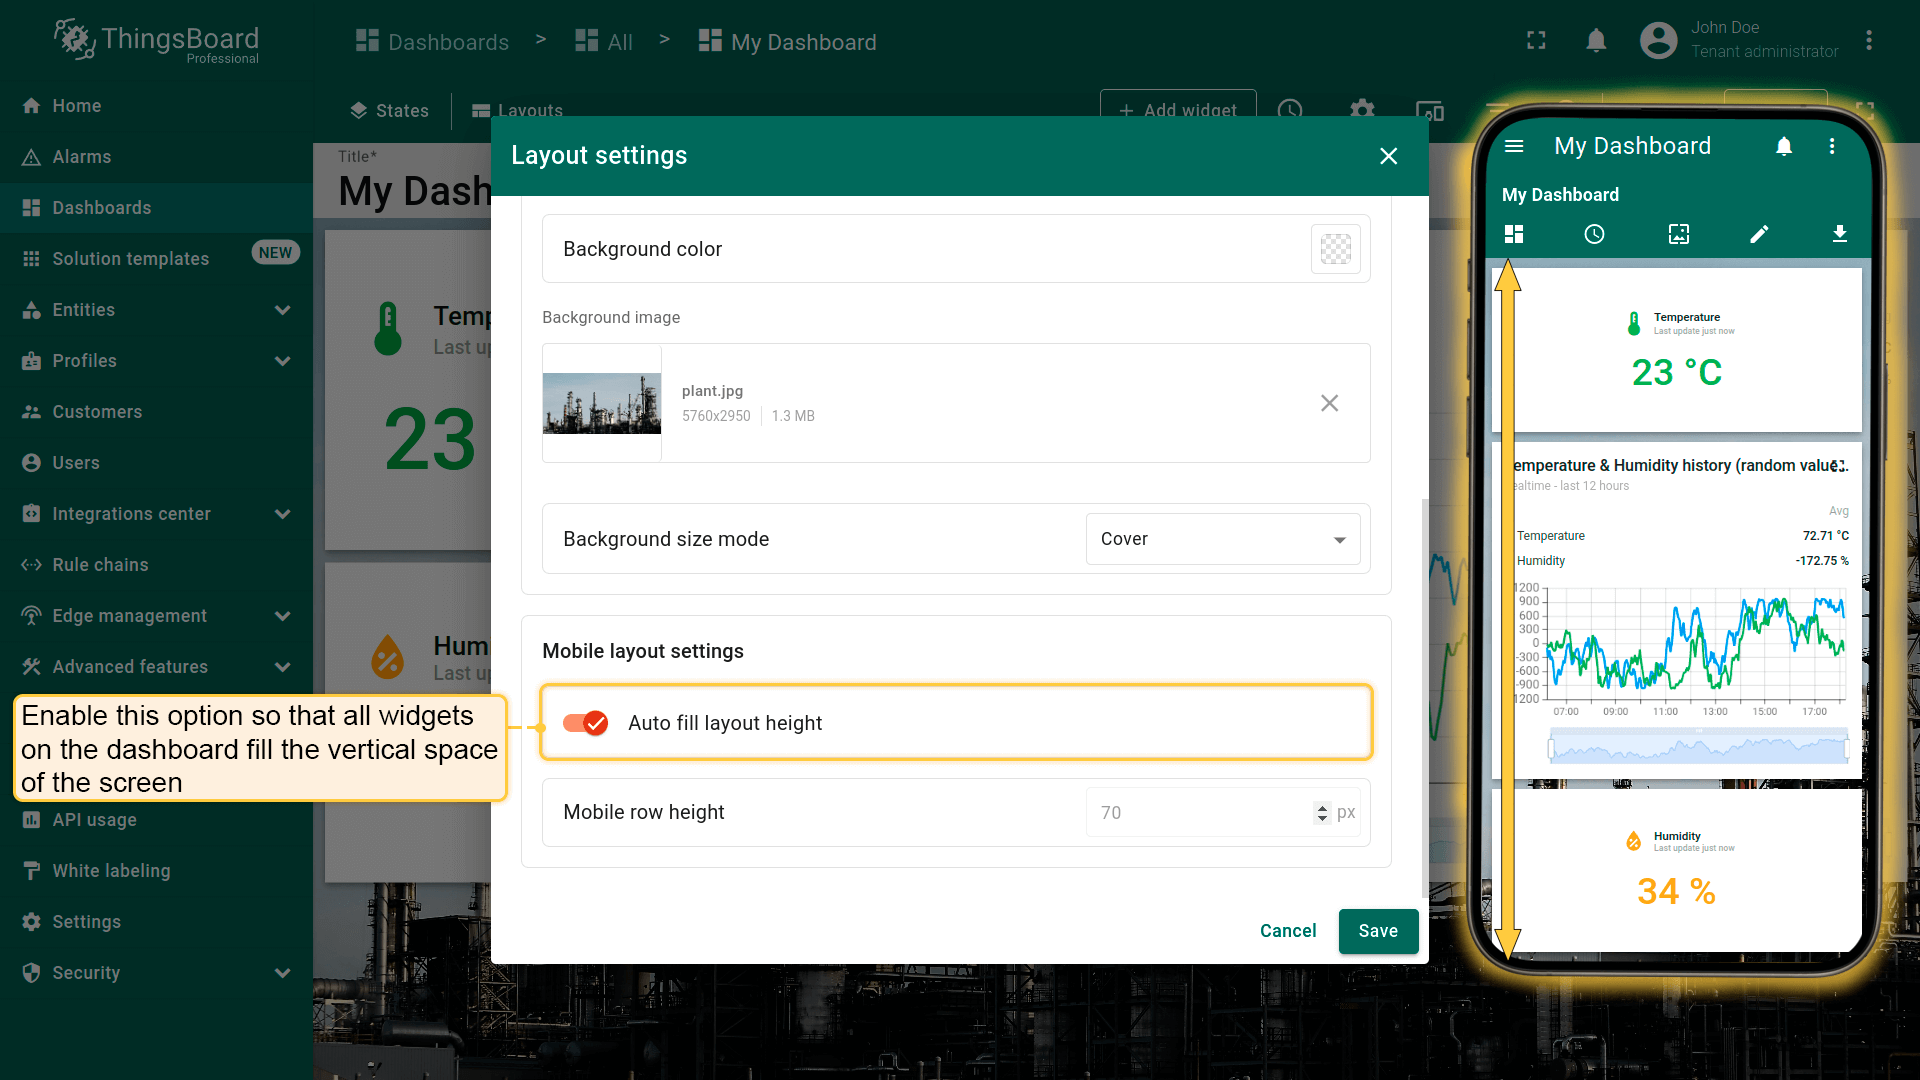 ThingsBoard
Professional
Dashboards > All > My Dashboard
John Doe
Tenant administrator
Home
Alarms
Dashboards
Solution templates NEW
Entities
Profiles
Customers
Users
Integrations center
Rule chains
Edge management
Advanced features
API usage
White labeling
Settings
Security
States
Layouts
+ Add widget
Title*
My Dash
Temp
Last up
23
Hum
Last up
Layout settings
Background color
Background image
plant.jpg
5760x2950 1.3 MB
Background size mode
Cover
Mobile layout settings
Auto fill layout height
Mobile row height
70 px
Cancel
Save
Enable this option so that all widgets
on the dashboard fill the vertical space
of the screen
My Dashboard
My Dashboard
Temperature
Last update just now
23 °C
emperature & Humidity history (random value...
ealtime - last 12 hours
Avg
Temperature 72.71 °C
Humidity -172.75 %
1200
900
600
300
0
-300
-600
-900
1200
07:00 09:00 11:00 13:00 15:00 17:00
Humidity
Last update just now
34 %